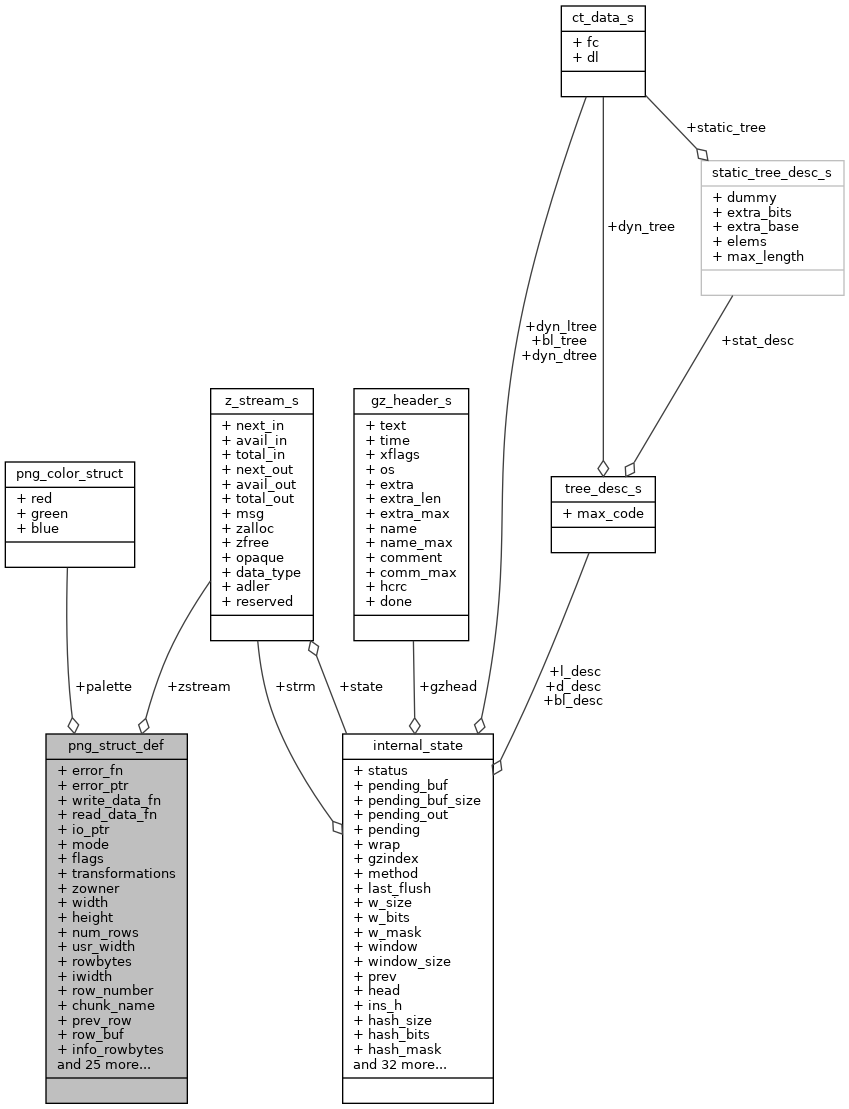 ct_data_s
+ fc
+ dl
+static_tree
static_tree_desc_s
+ dummy
+ extra_bits
+ extra_base
+ elems
+ max_length
+dyn_tree
+dyn_ltree
+bl_tree
+dyn_dtree
+stat_desc
z_stream_s
+ next_in
+ avail_in
+ total_in
+ next_out
+ avail_out
+ total_out
+ msg
+ zalloc
+ zfree
+ opaque
+ data_type
+ adler
+ reserved
gz_header_s
+ text
+ time
+ xflags
+ os
+ extra
+ extra_len
+ extra_max
+ name
+ name_max
+ comment
+ comm_max
+ hcrc
+ done
png_color_struct
+ red
+ green
+ blue
tree_desc_s
+ max_code
+palette
+zstream
+strm
+state
+gzhead
+l_desc
+d_desc
+bl_desc
png_struct_def
+ error_fn
+ error_ptr
+ write_data_fn
+ read_data_fn
+ io_ptr
+ mode
+ flags
+ transformations
+ zowner
+ width
+ height
+ num_rows
+ usr_width
+ rowbytes
+ iwidth
+ row_number
+ chunk_name
+ prev_row
+ row_buf
+ info_rowbytes
and 25 more...
internal_state
+ status
+ pending_buf
+ pending_buf_size
+ pending_out
+ pending
+ wrap
+ gzindex
+ method
+ last_flush
+ w_size
+ w_bits
+ w_mask
+ window
+ window_size
+ prev
+ head
+ ins_h
+ hash_size
+ hash_bits
+ hash_mask
and 32 more...